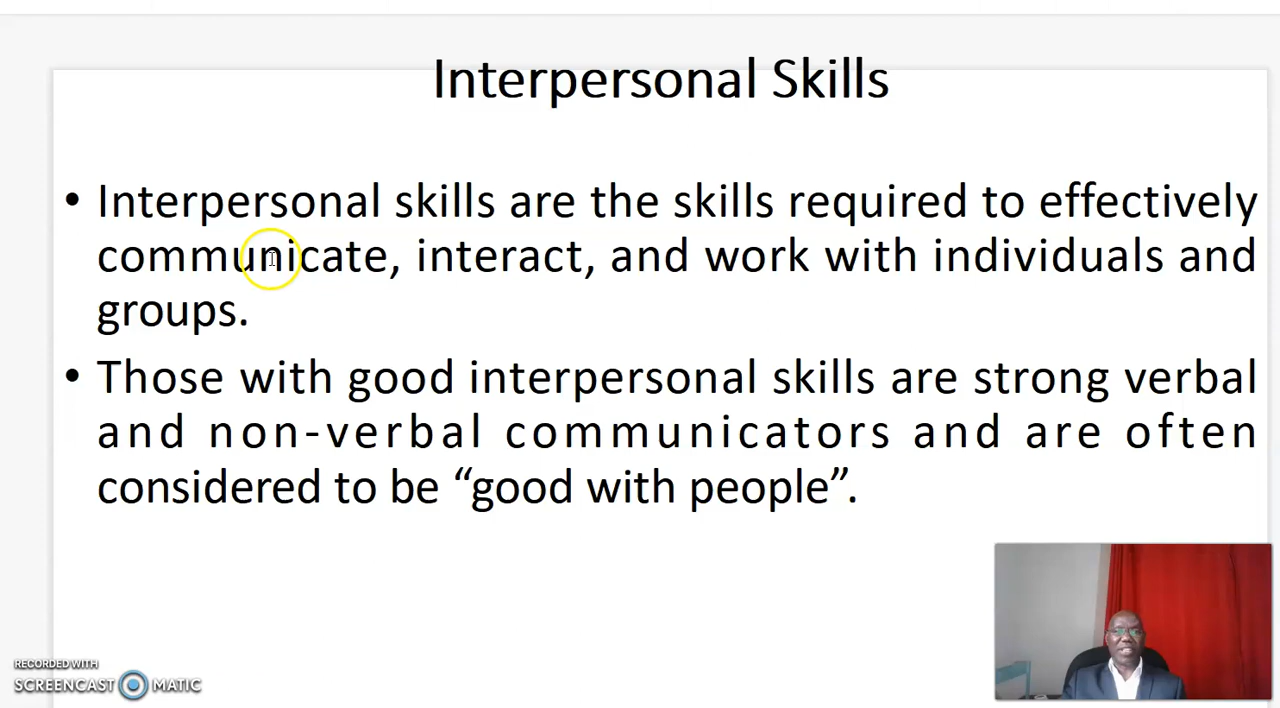 Interpersonal Skills
• Interpersonal skills are the skills required to effectively
communicate, interact, and work with individuals and
groups.
• Those with good interpersonal skills are strong verbal
and non-verbal communicators and are often
considered to be “good with people”.
RECORDED WITH
SCREENCAST MATIC